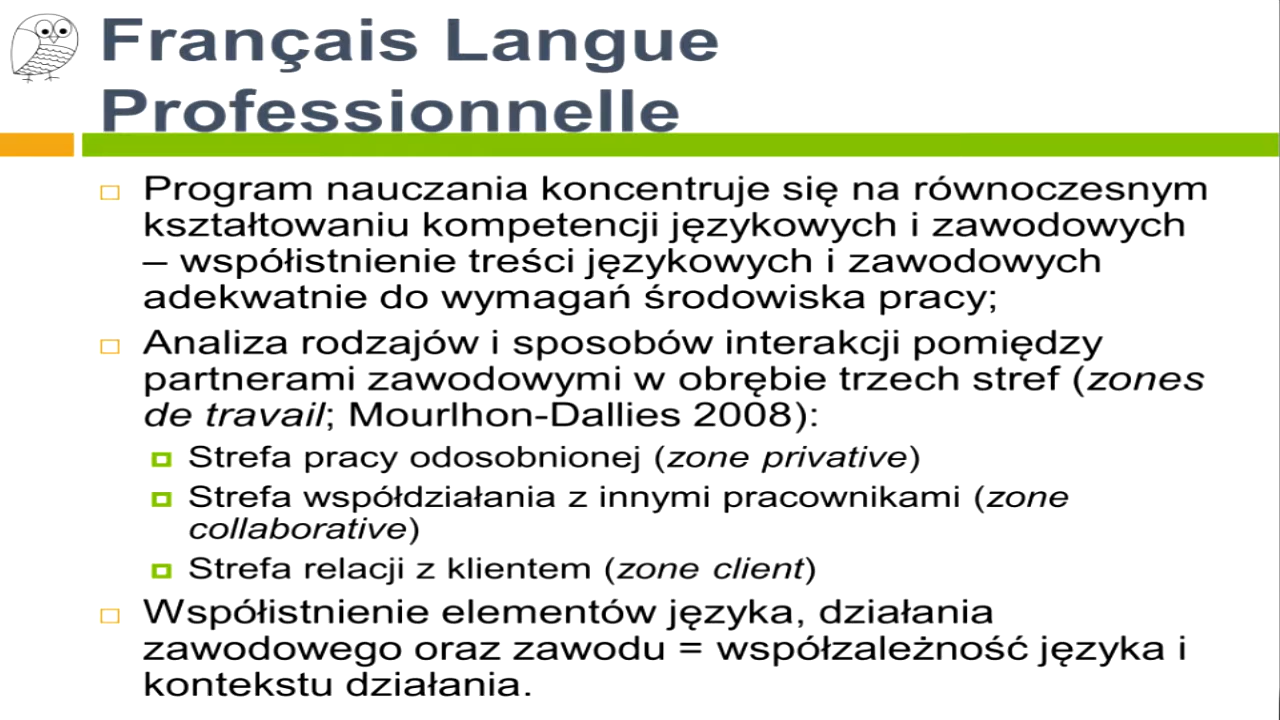 Français Langue
Professionnelle
Program nauczania koncentruje się na równoczesnym
kształtowaniu kompetencji językowych i zawodowych
– współistnienie treści językowych i zawodowych
adekwatnie do wymagań środowiska pracy;
Analiza rodzajów i sposobów interakcji pomiędzy
partnerami zawodowymi w obrębie trzech stref (zones
de travail; Mourlhon-Dallies 2008):
Strefa pracy odosobnionej (zone privative)
Strefa współdziałania z innymi pracownikami (zone
collaborative)
Strefa relacji z klientem (zone client)
Współistnienie elementów języka, działania
zawodowego oraz zawodu = współzależność języka i
kontekstu działania.